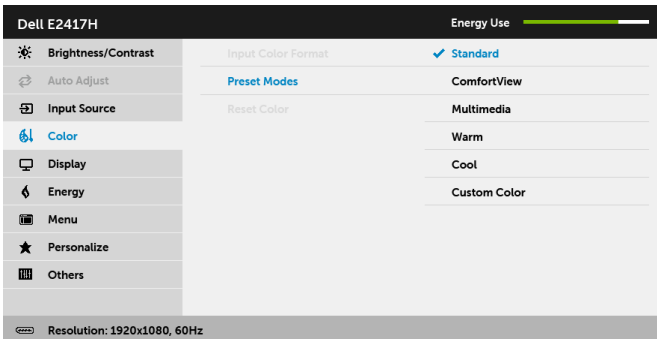 Dell E2417H
Energy Use
Brightness/Contrast
Input Color Format
Standard
Auto Adjust
Preset Modes
ComfortView
Input Source
Reset Color
Multimedia
Color
Warm
Display
Cool
Energy
Custom Color
Menu
Personalize
Others
Resolution: 1920x1080, 60Hz